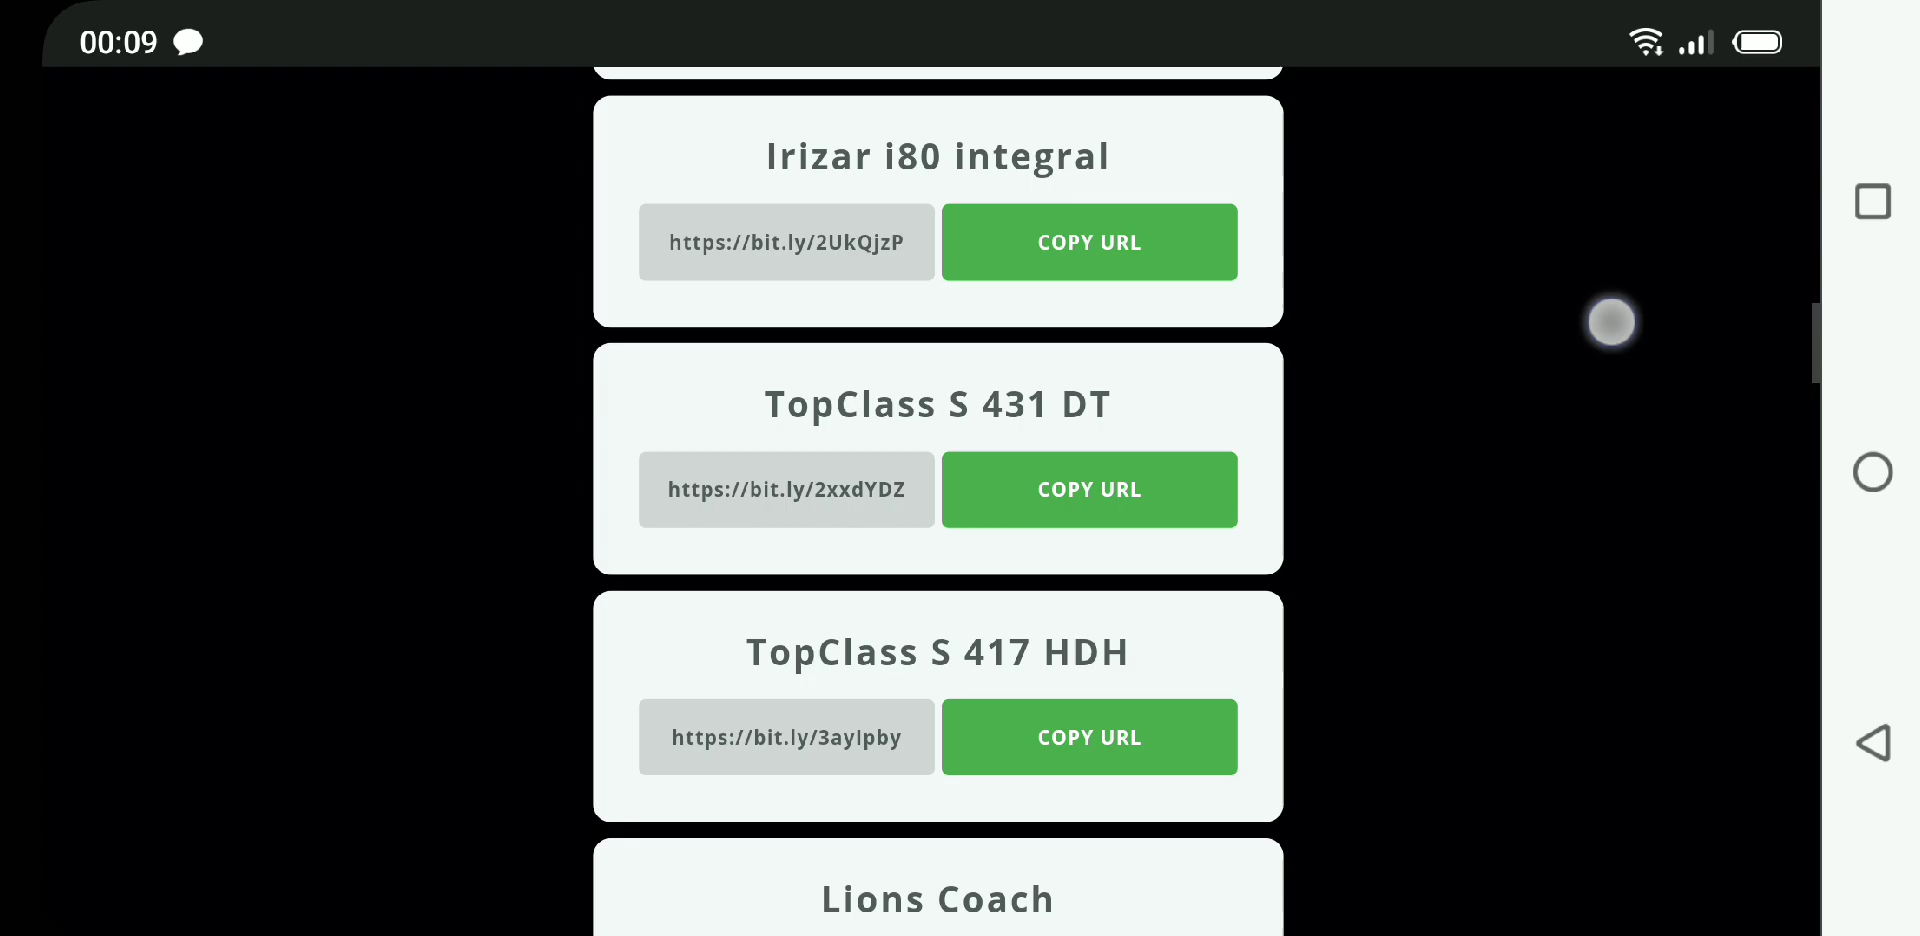 00:09
Irizar i80 integral
https://bit.ly/2UkQjzP
COPY URL
TopClass S 431 DT
https://bit.ly/2xxdYDZ
COPY URL
TopClass S 417 HDH
https://bit.ly/3aylpby
COPY URL
Lions Coach